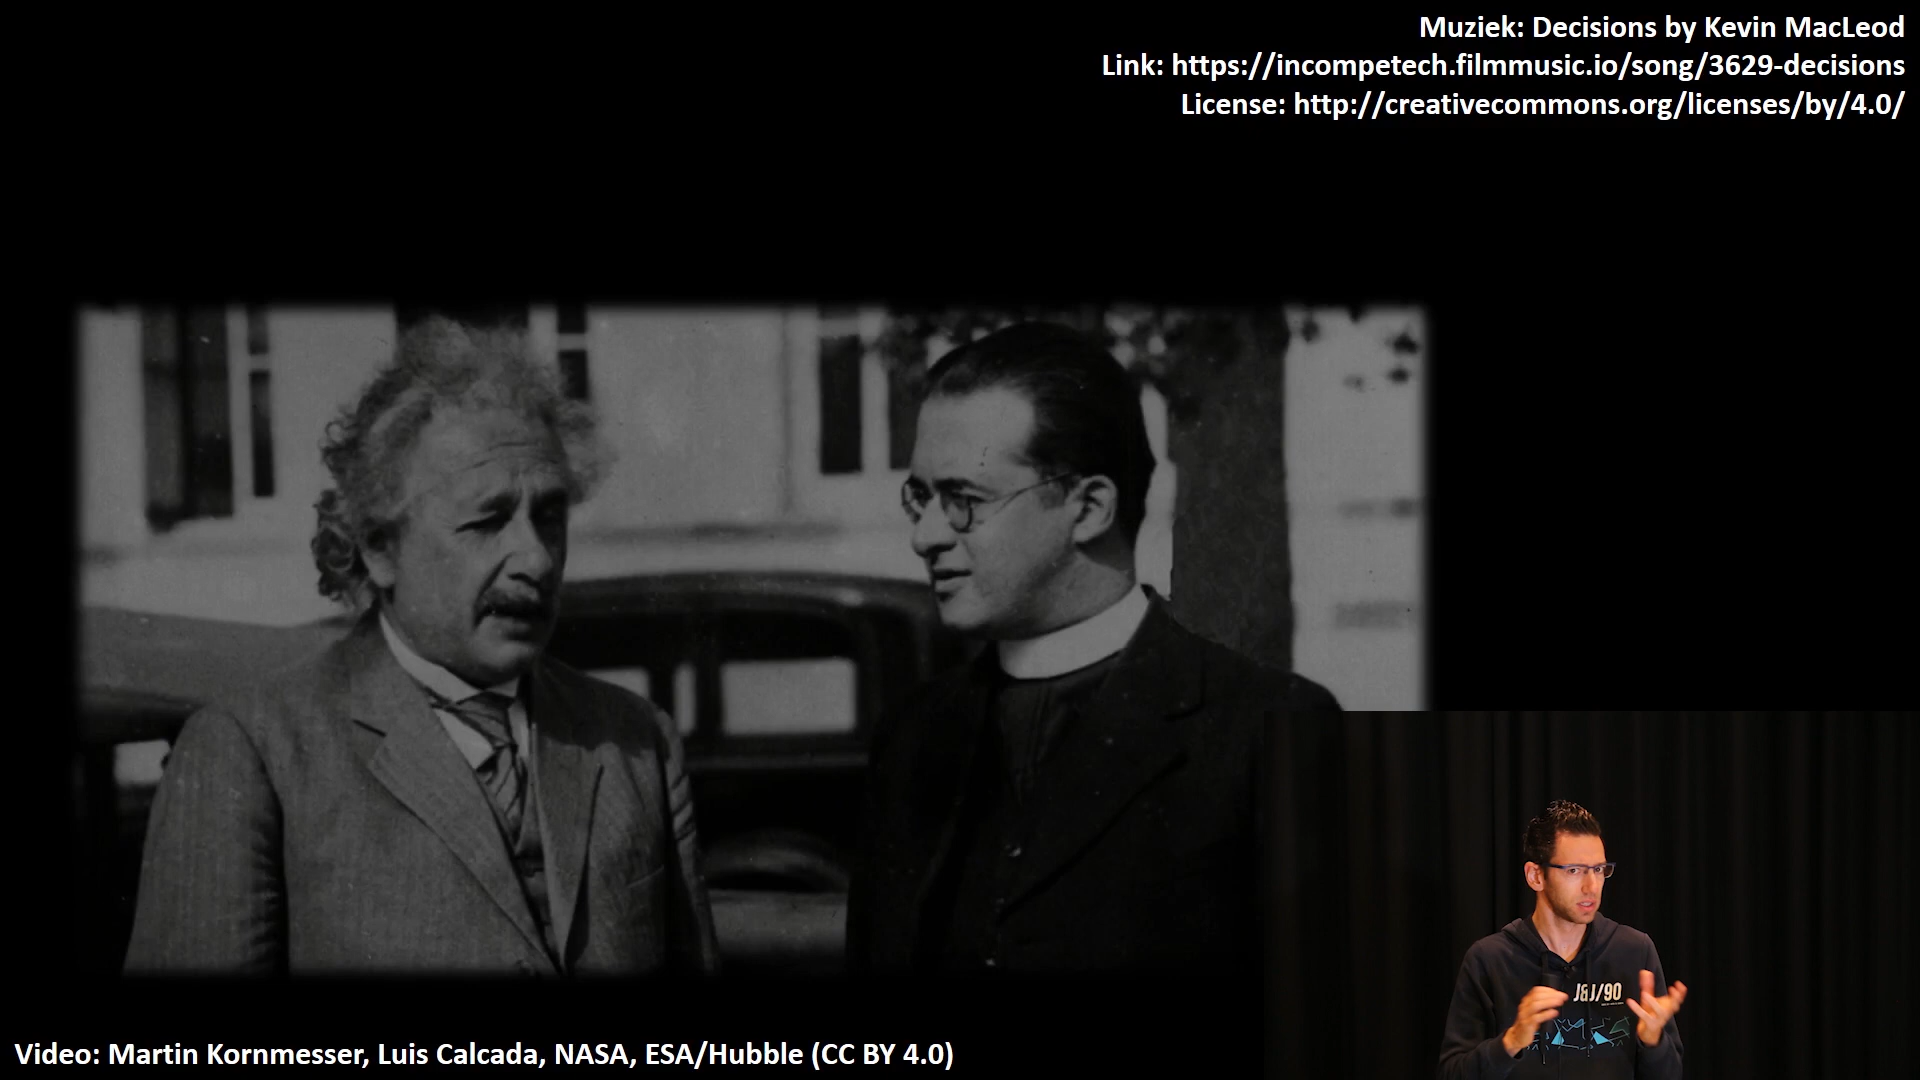 Muziek: Decisions by Kevin MacLeod
Link: https://incompetech.filmmusic.io/song/3629-decisions
License: http://creativecommons.org/licenses/by/4.0/
J&J/90
Video: Martin Kornmesser, Luis Calcada, NASA, ESA/Hubble (CC BY 4.0)